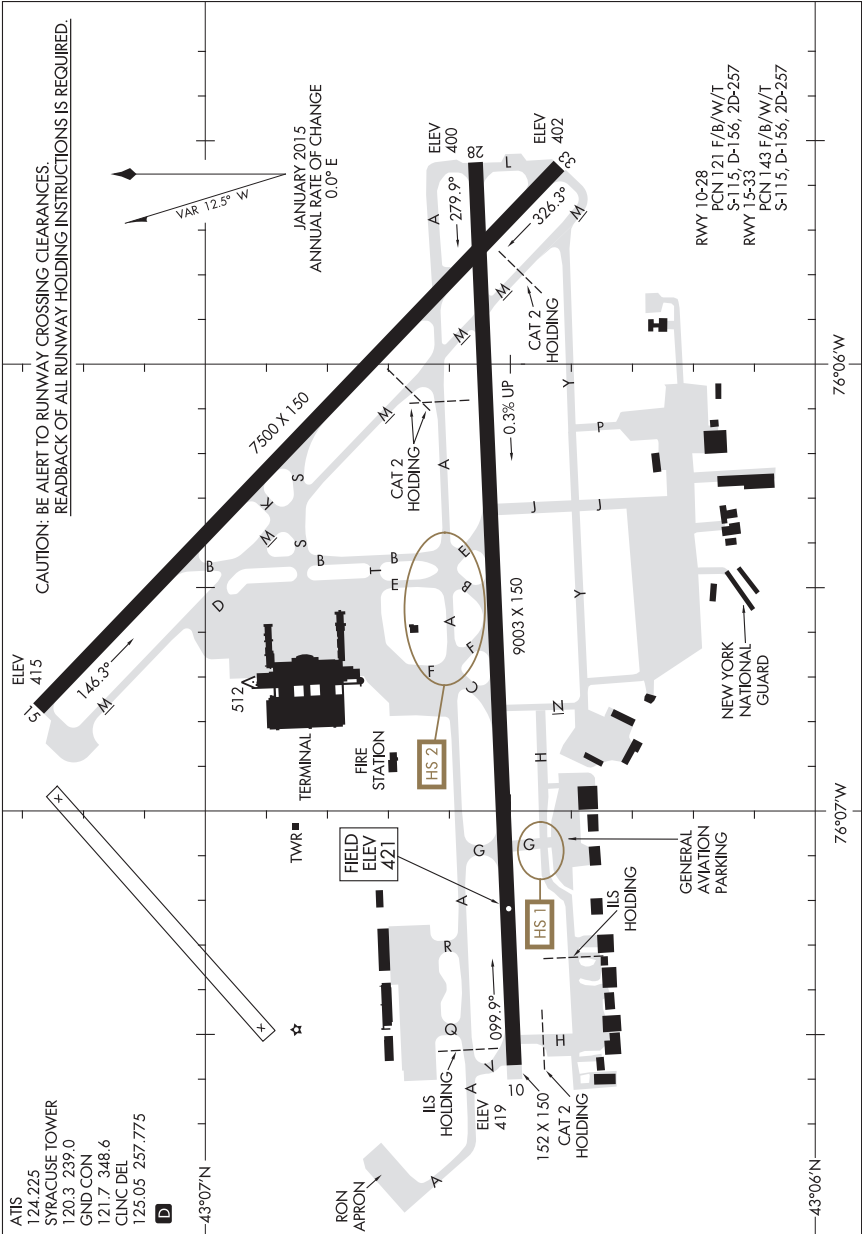 ATIS
124.225
SYRACUSE TOWER
120.3 239.0
GND CON
121.7 348.6
CLNC DEL
125.05 257.775
D
CAUTION: BE ALERT TO RUNWAY CROSSING CLEARANCES.
READBACK OF ALL RUNWAY HOLDING INSTRUCTIONS IS REQUIRED.
VAR 12.5° W
JANUARY 2015
ANNUAL RATE OF CHANGE
0.0° E
43°07'N
X
X
TWR
TERMINAL
512
FIRE
STATION
ELEV
415
15
146.3°
M
D
B
M
K
S
S
B
T
B
E
7500 X 150
CAT 2
HOLDING
M
M
M
M
A
ELEV
400
28
279.9°
L
ELEV
402
33
326.3°
CAT 2
HOLDING
A
0.3% UP
HS 2
F
A
B
E
F
C
FIELD
ELEV
421
G
A
R
Q
099.9°
ILS
HOLDING
A
V
ELEV
419
10
152 X 150
CAT 2
HOLDING
H
RON
APRON
A
9003 X 150
HS 1
G
H
N
ILS
HOLDING
GENERAL
AVIATION
PARKING
J
J
Y
Y
P
NEW YORK
NATIONAL
GUARD
RWY 10-28
PCN 121 F/B/W/T
S-115, D-156, 2D-257
RWY 15-33
PCN 143 F/B/W/T
S-115, D-156, 2D-257
43°06'N
76°07'W
76°06'W